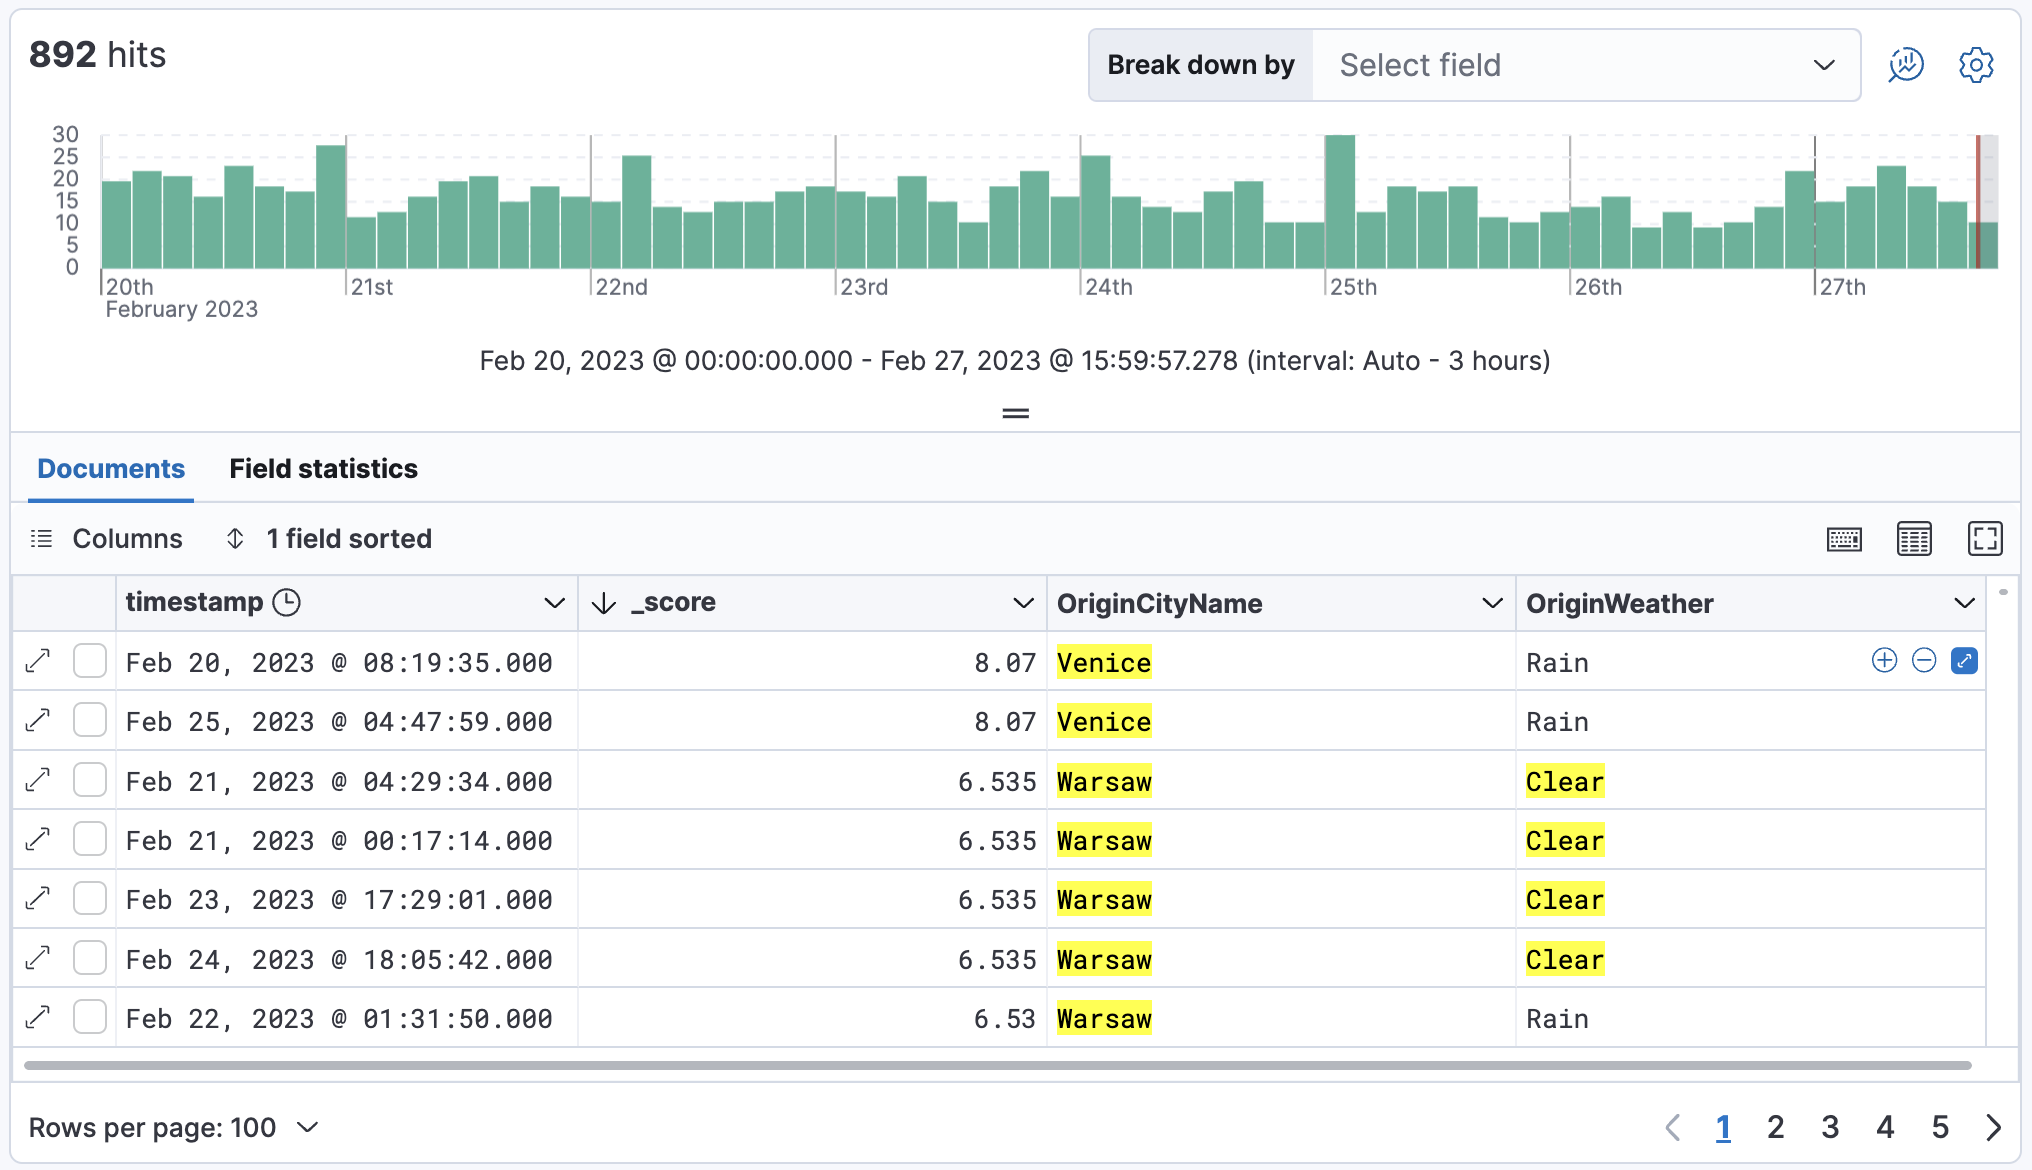 892 hits
Break down by Select field
30
25
20
15
10
5
0
20th 21st 22nd 23rd 24th 25th 26th 27th
February 2023
Feb 20, 2023 @ 00:00:00.000 - Feb 27, 2023 @ 15:59:57.278 (interval: Auto - 3 hours)
Documents Field statistics
Columns 1 field sorted
timestamp _score OriginCityName OriginWeather
Feb 20, 2023 @ 08:19:35.000 8.07 Venice Rain
Feb 25, 2023 @ 04:47:59.000 8.07 Venice Rain
Feb 21, 2023 @ 04:29:34.000 6.535 Warsaw Clear
Feb 21, 2023 @ 00:17:14.000 6.535 Warsaw Clear
Feb 23, 2023 @ 17:29:01.000 6.535 Warsaw Clear
Feb 24, 2023 @ 18:05:42.000 6.535 Warsaw Clear
Feb 22, 2023 @ 01:31:50.000 6.53 Warsaw Rain
Rows per page: 100 1 2 3 4 5